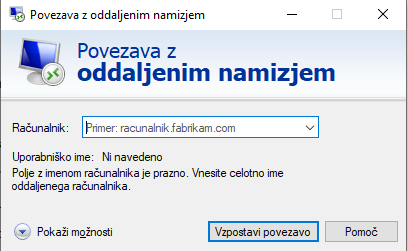 Povezava z oddaljenim namizjem
Povezava z
oddaljenim namizjem
Računalnik: Primer: racunalnik.fabrikam.com
Uporabniško ime: Ni navedeno
Polje z imenom računalnika je prazno. Vnesite celotno ime
oddaljenega računalnika.
Pokaži možnosti Vzpostavi povezavo Pomoč